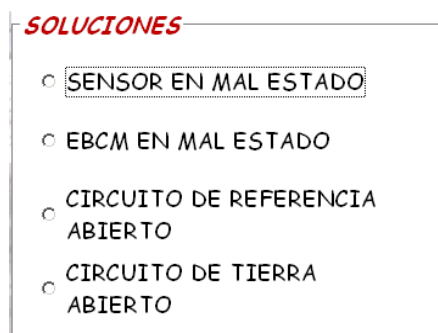 SOLUCIONES
SENSOR EN MAL ESTADO
EBCM EN MAL ESTADO
CIRCUITO DE REFERENCIA
ABIERTO
CIRCUITO DE TIERRA
ABIERTO